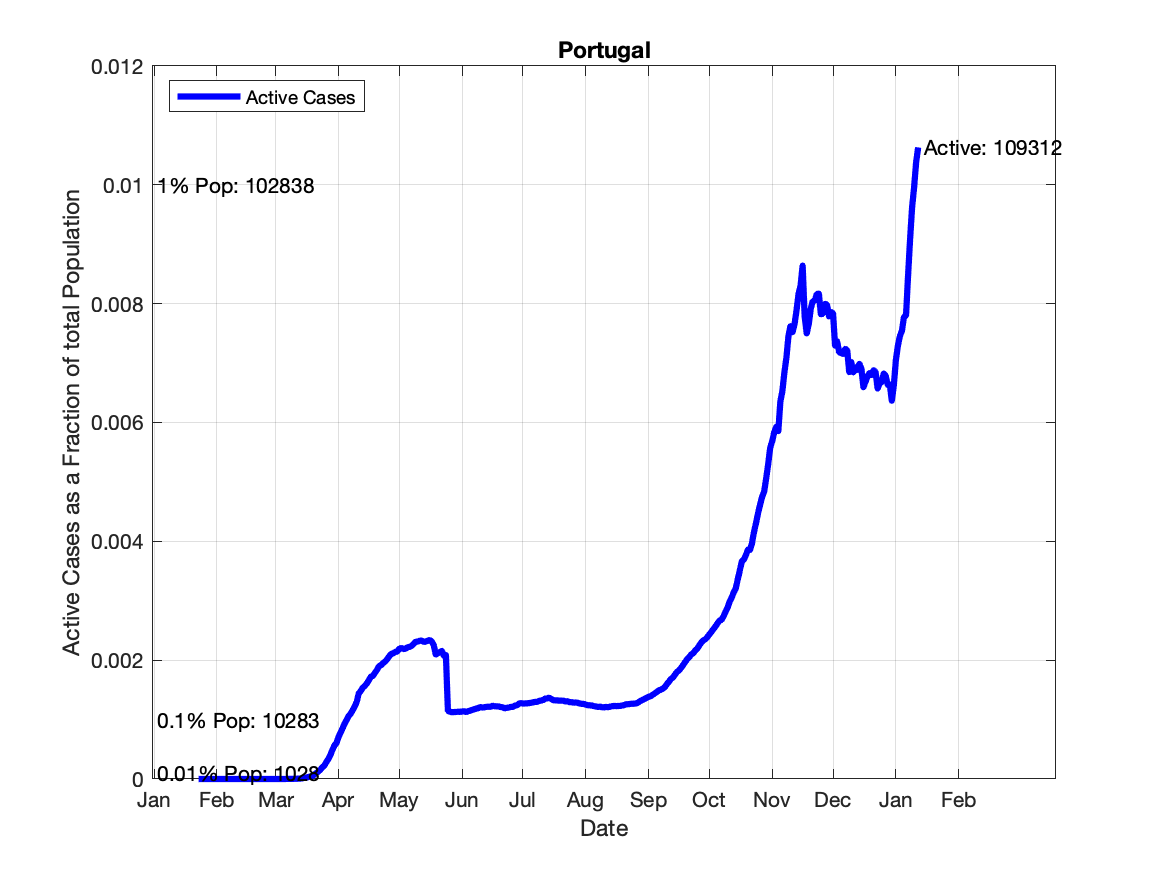 Portugal
0.012
Active Cases
Active: 109312
0.01
1% Pop: 102838
0.008
0.006
0.004
0.002
0.1% Pop: 10283
0.01% Pop: 1028
0
Jan Feb Mar Apr May Jun Jul Aug Sep Oct Nov Dec Jan Feb
Date
Active Cases as a Fraction of total Population